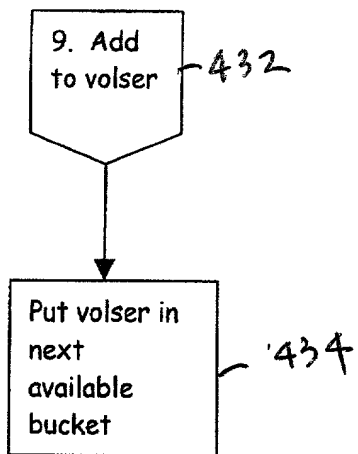 9. Add
to volser
432
Put volser in
next
available
bucket
434